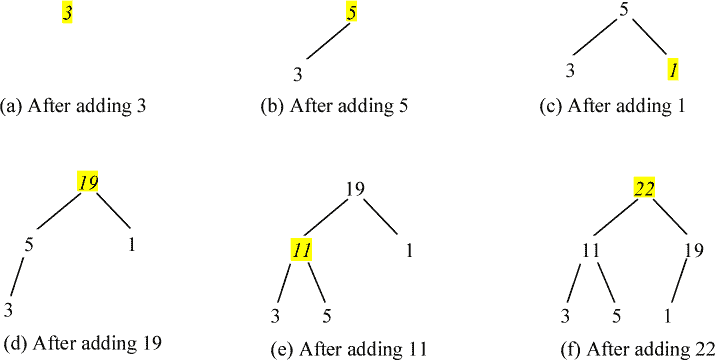 3
(a) After adding 3
5
3
(b) After adding 5
5
3 1
(c) After adding 1
19
5 1
3
(d) After adding 19
19
11 1
3 5
(e) After adding 11
22
11 19
3 5 1
(f) After adding 22